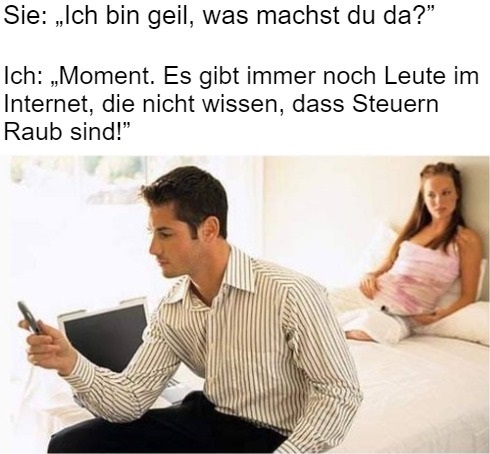 Sie: „Ich bin geil, was machst du da?”
Ich: „Moment. Es gibt immer noch Leute im
Internet, die nicht wissen, dass Steuern
Raub sind!”